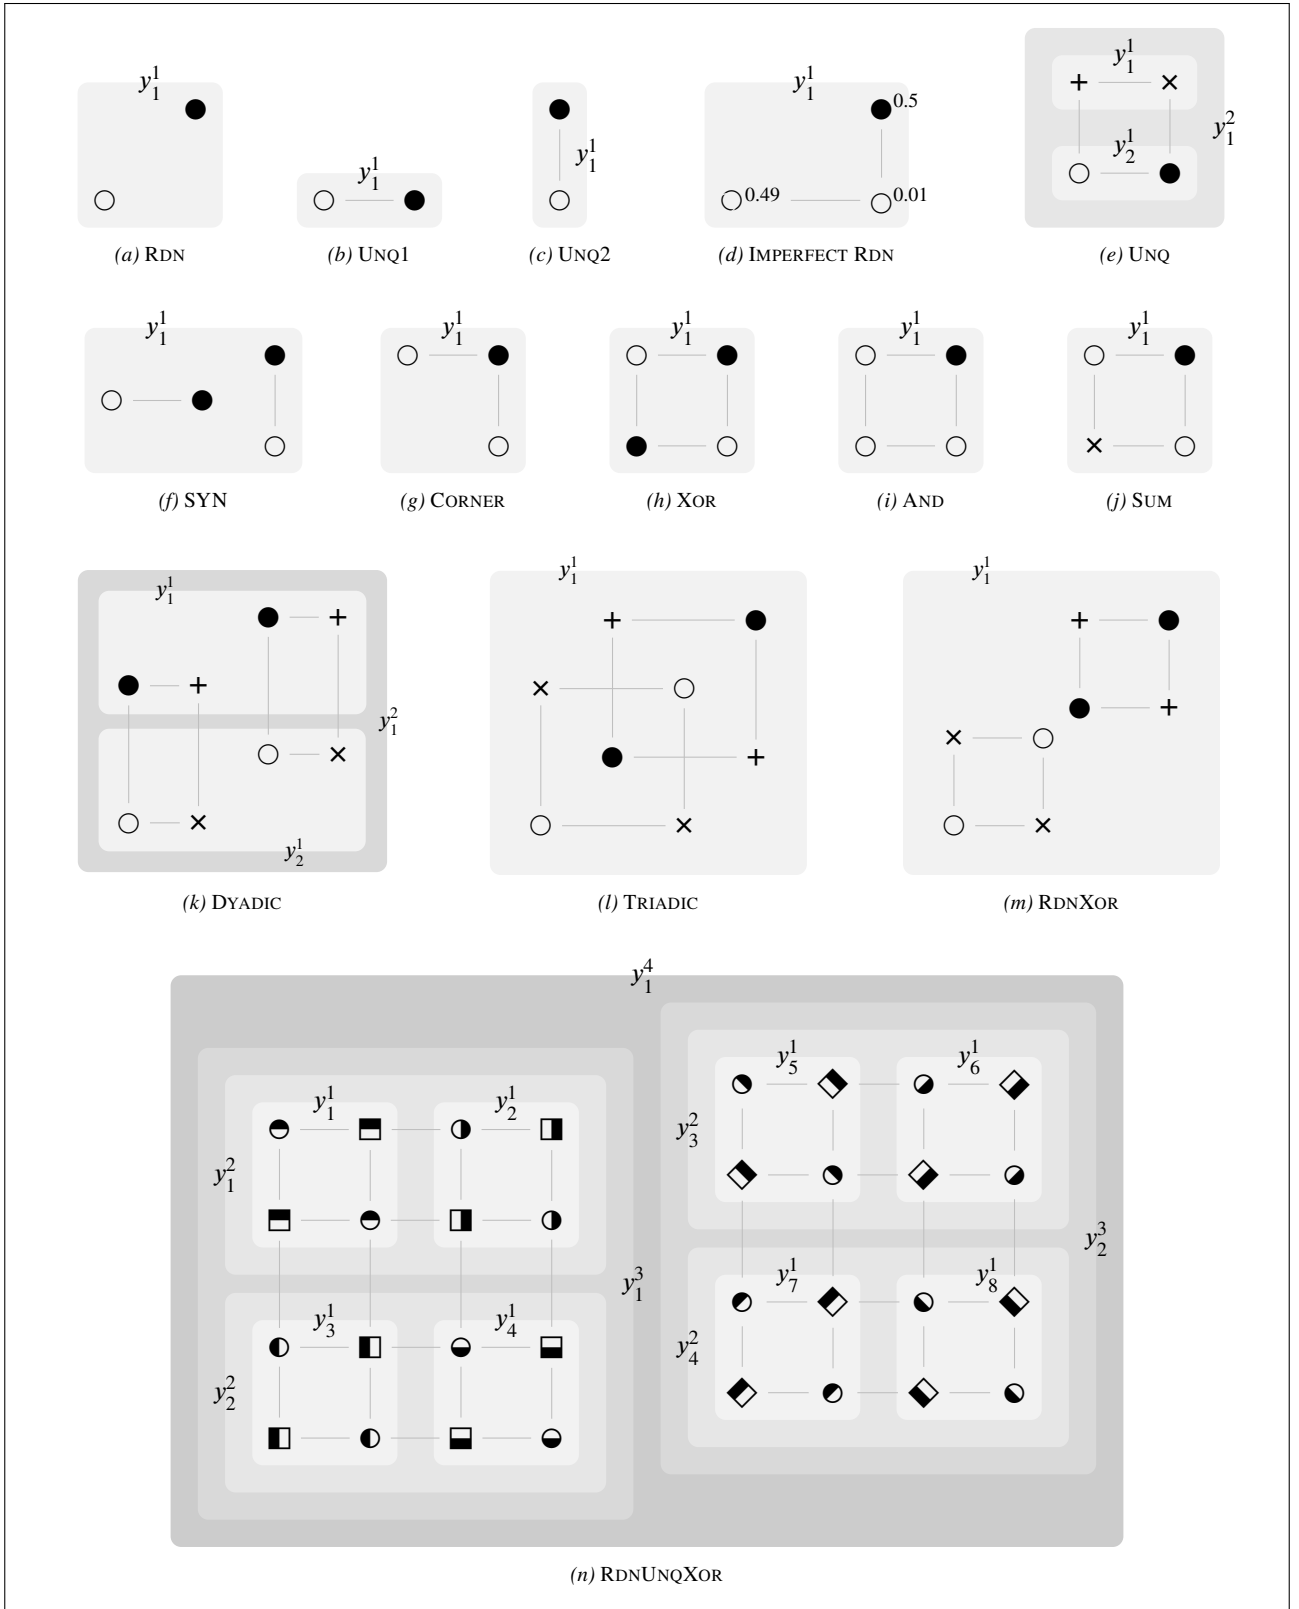 y₁¹ y₁¹ y₁¹ y₁¹ 0.5 0.49 0.01 y₁¹ y₂¹ y₁²
(a) RDN (b) UNQ1 (c) UNQ2 (d) IMPERFECT RDN (e) UNQ
y₁¹ y₁¹ y₁¹ y₁¹ y₁¹
(f) SYN (g) CORNER (h) XOR (i) AND (j) SUM
y₁¹ y₁² y₂¹ y₁¹ y₁¹
(k) DYADIC (l) TRIADIC (m) RDNXOR
y₁⁴
y₅¹ y₆¹
y₁¹ y₂¹ y₃²
y₁² y₂³
y₁³ y₇¹ y₈¹
y₃¹ y₄¹ y₄²
y₂²
(n) RDNUNQXOR